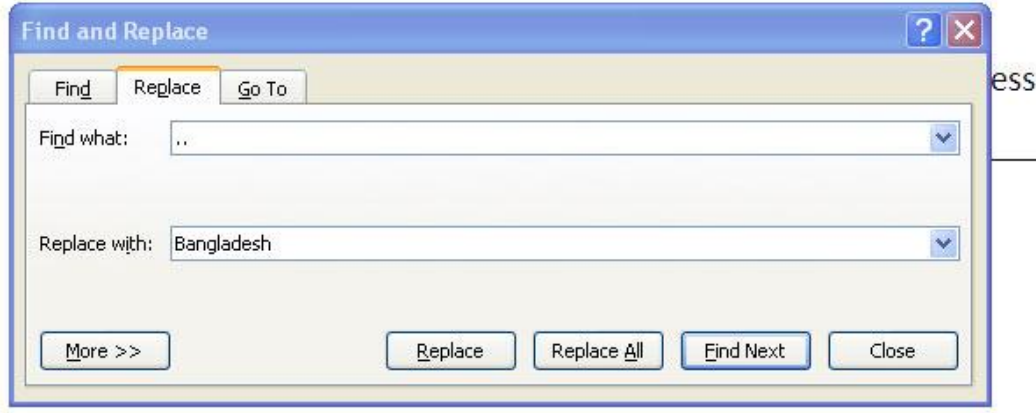 Find and Replace
ess
Find Replace Go To
Find what: ..
Replace with: Bangladesh
More >> Replace Replace All Find Next Close